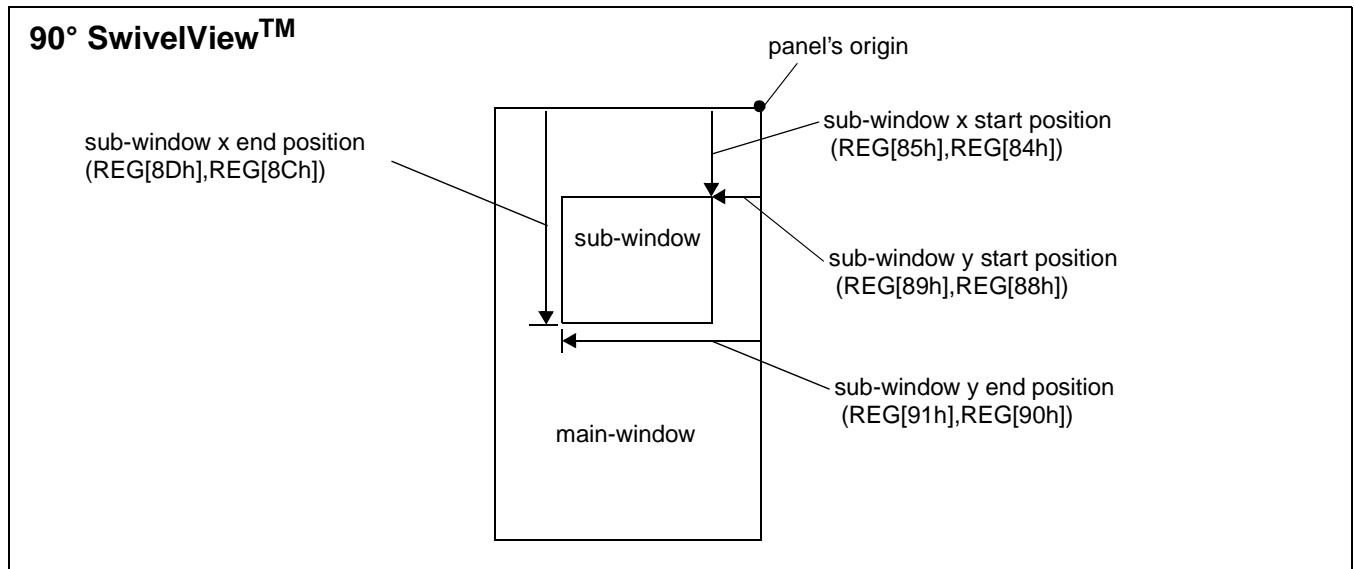 90° SwivelView™
panel's origin
sub-window x start position
(REG[85h],REG[84h])
sub-window x end position
(REG[8Dh],REG[8Ch])
sub-window
sub-window y start position
(REG[89h],REG[88h])
sub-window y end position
(REG[91h],REG[90h])
main-window